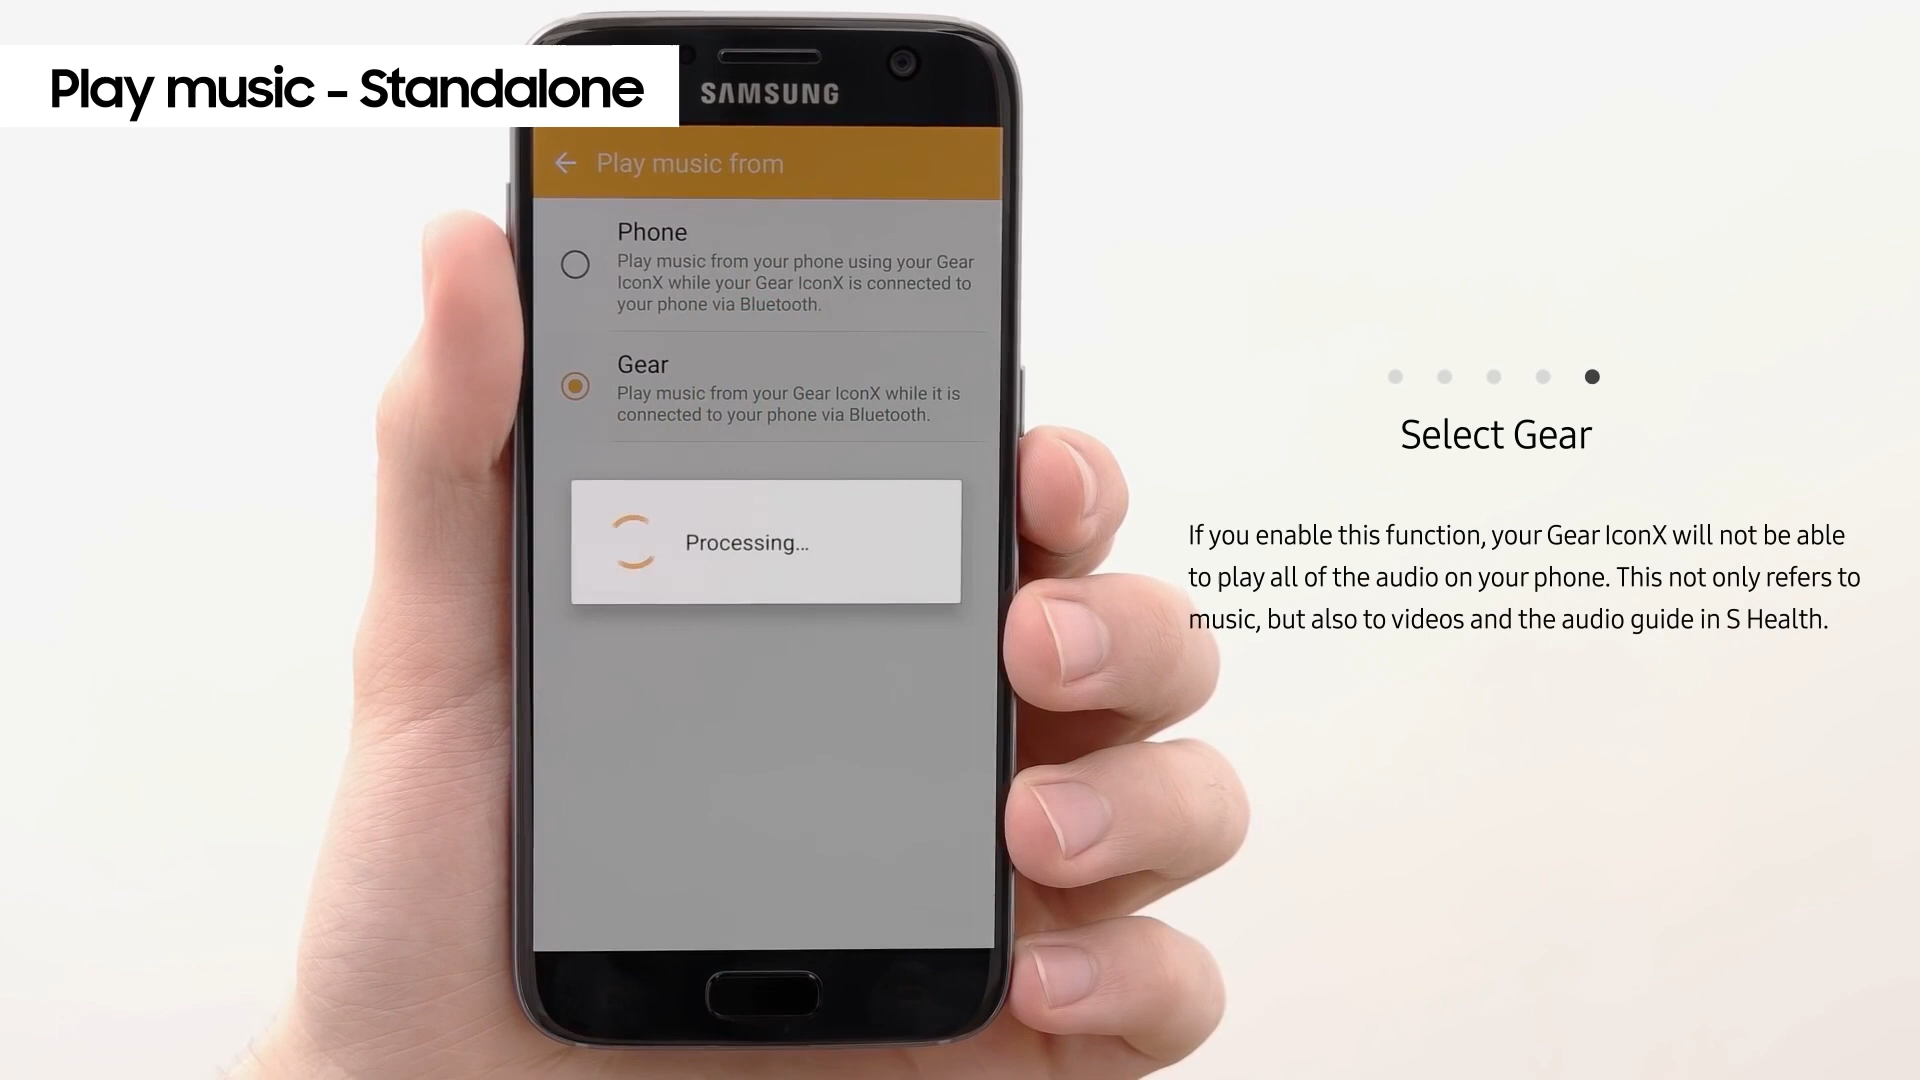 Play music - Standalone
SAMSUNG
Play music from
Phone
Play music from your phone using your Gear
IconX while your Gear IconX is connected to
your phone via Bluetooth.
Gear
Play music from your Gear IconX while it is
connected to your phone via Bluetooth.
Processing...
Select Gear
If you enable this function, your Gear IconX will not be able
to play all of the audio on your phone. This not only refers to
music, but also to videos and the audio guide in S Health.